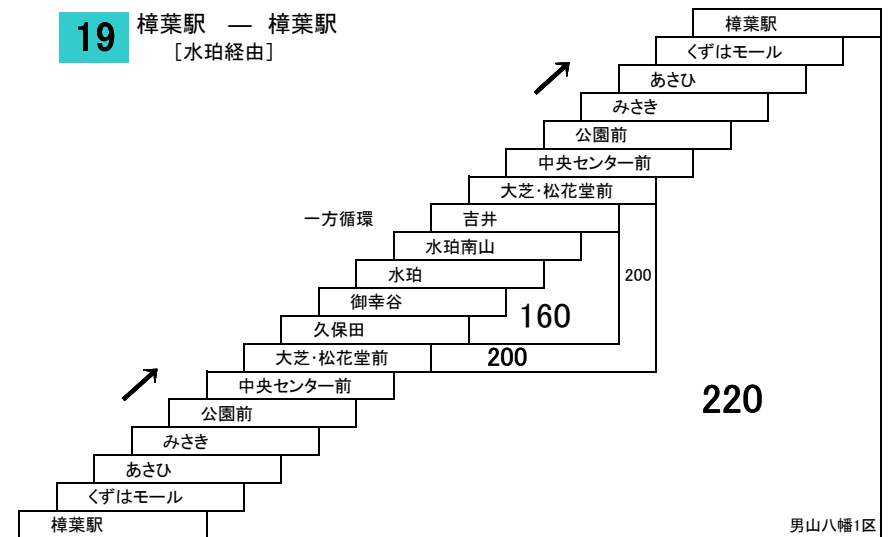 19
樟葉駅 ― 樟葉駅
[水珀経由]
樟葉駅
くずはモール
あさひ
みさき
公園前
中央センター前
大芝・松花堂前
一方循環
吉井
水珀南山
水珀
200
御幸谷
160
久保田
大芝・松花堂前
200
中央センター前
220
公園前
みさき
あさひ
くずはモール
樟葉駅
男山八幡1区